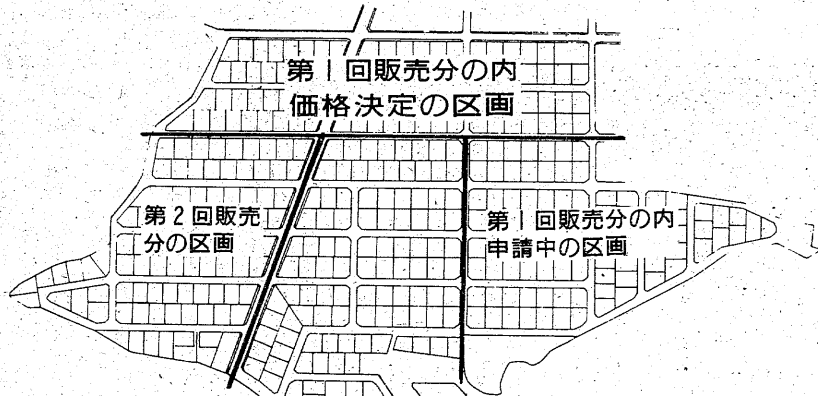 第1回販売分の内
価格決定の区画
第2回販売
分の区画
第1回販売分の内
申請中の区画